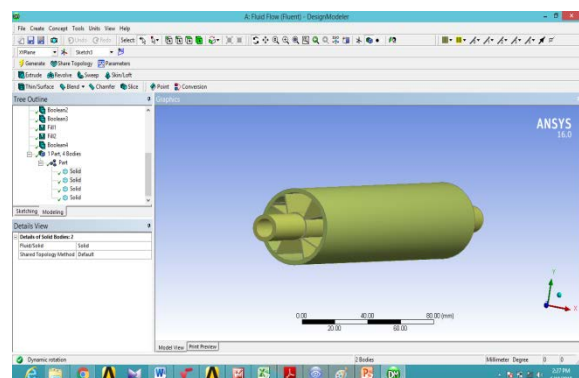 A: Fluid Flow (Fluent) - DesignModeler
File Create Concept Tools Units View Help
Undo Redo Select
XYPlane Sketch1
Generate Share Topology Parameters
Extrude Revolve Sweep Skin/Loft
Thin/Surface Blend Chamfer Slice Point Conversion
Tree Outline
Graphics
Boolean2
Boolean3
Fill1
Fill2
Boolean4
1 Part, 4 Bodies
Part
Solid
Solid
Solid
Solid
Sketching Modeling
Details View
Details of Solid Bodies: 2
Fluid/Solid Solid
Shared Topology Method Default
ANSYS
16.0
0.00 40.00 80.00 (mm)
20.00 60.00
Y
X
Model View Print Preview
Dynamic rotation 2 Bodies Millimeter Degree 0 0
3:27 PM